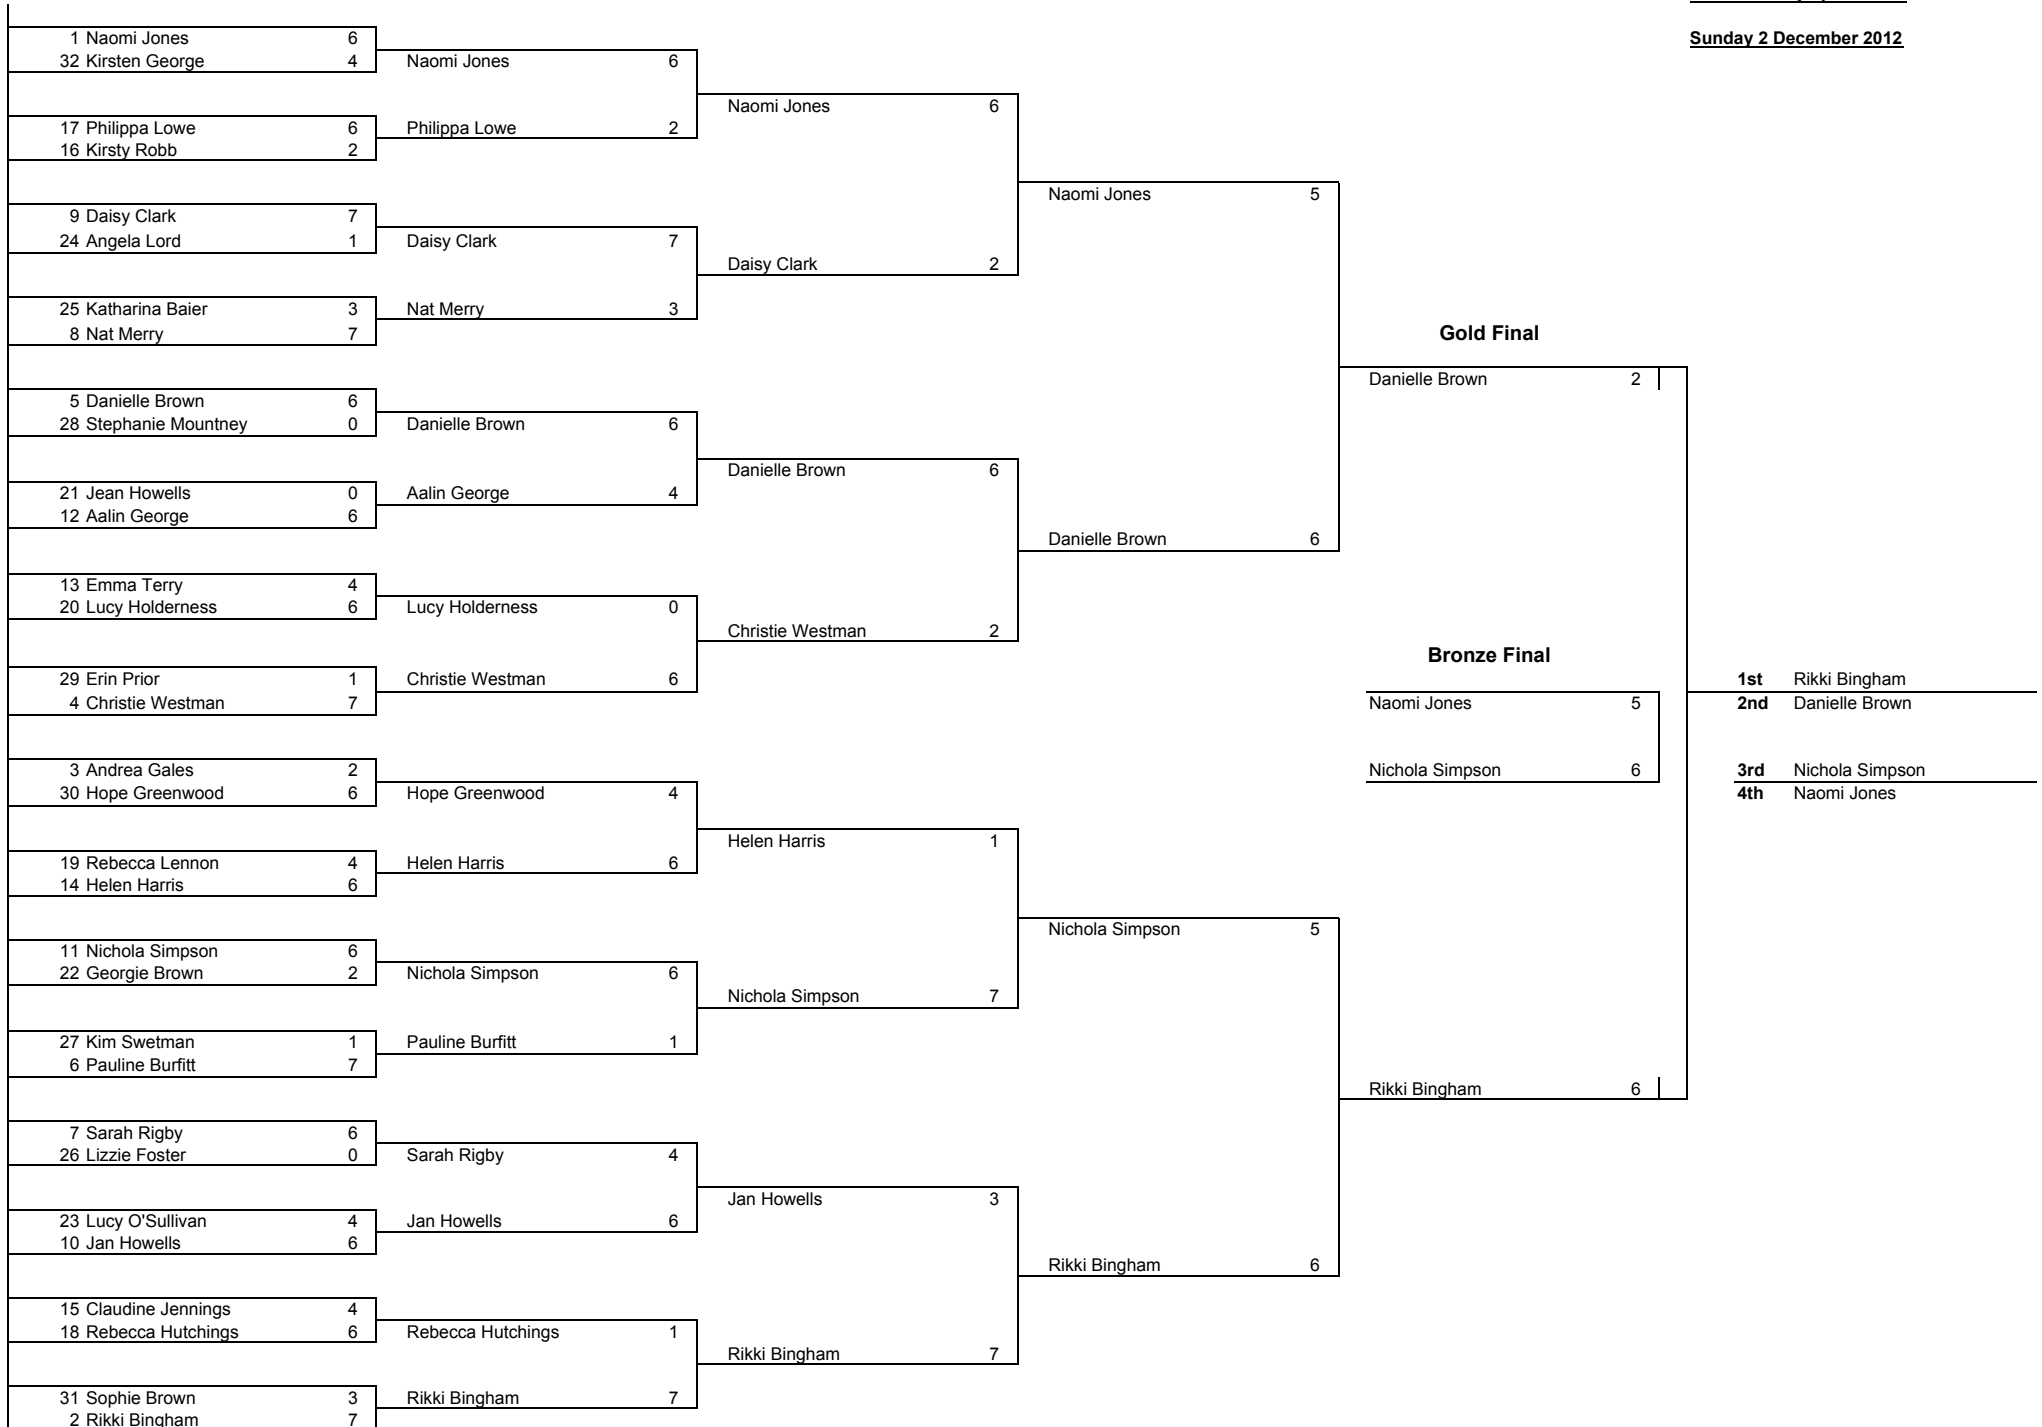 Sunday 2 December 2012
1 Naomi Jones 6
32 Kirsten George 4
17 Philippa Lowe 6
16 Kirsty Robb 2
9 Daisy Clark 7
24 Angela Lord 1
25 Katharina Baier 3
8 Nat Merry 7
5 Danielle Brown 6
28 Stephanie Mountney 0
21 Jean Howells 0
12 Aalin George 6
13 Emma Terry 4
20 Lucy Holderness 6
29 Erin Prior 1
4 Christie Westman 7
3 Andrea Gales 2
30 Hope Greenwood 6
19 Rebecca Lennon 4
14 Helen Harris 6
11 Nichola Simpson 6
22 Georgie Brown 2
27 Kim Swetman 1
6 Pauline Burfitt 7
7 Sarah Rigby 6
26 Lizzie Foster 0
23 Lucy O'Sullivan 4
10 Jan Howells 6
15 Claudine Jennings 4
18 Rebecca Hutchings 6
31 Sophie Brown 3
2 Rikki Bingham 7
Naomi Jones 6
Philippa Lowe 2
Daisy Clark 7
Nat Merry 3
Danielle Brown 6
Aalin George 4
Lucy Holderness 0
Christie Westman 6
Hope Greenwood 4
Helen Harris 6
Nichola Simpson 6
Pauline Burfitt 1
Sarah Rigby 4
Jan Howells 6
Rebecca Hutchings 1
Rikki Bingham 7
Naomi Jones 6
Daisy Clark 2
Danielle Brown 6
Christie Westman 2
Helen Harris 1
Nichola Simpson 7
Jan Howells 3
Rikki Bingham 7
Naomi Jones 5
Danielle Brown 6
Nichola Simpson 5
Rikki Bingham 6
Gold Final
Danielle Brown 2
Rikki Bingham 6
Bronze Final
Naomi Jones 5
Nichola Simpson 6
1st Rikki Bingham
2nd Danielle Brown
3rd Nichola Simpson
4th Naomi Jones